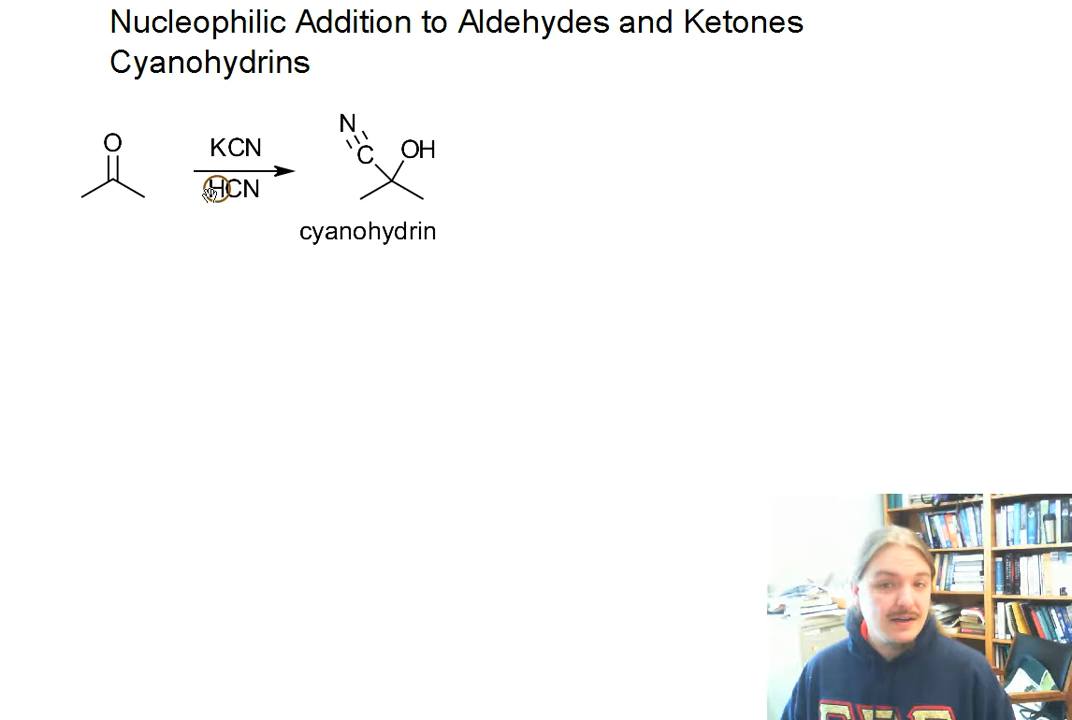 Nucleophilic Addition to Aldehydes and Ketones
Cyanohydrins
O
KCN
HCN
N
C
OH
cyanohydrin